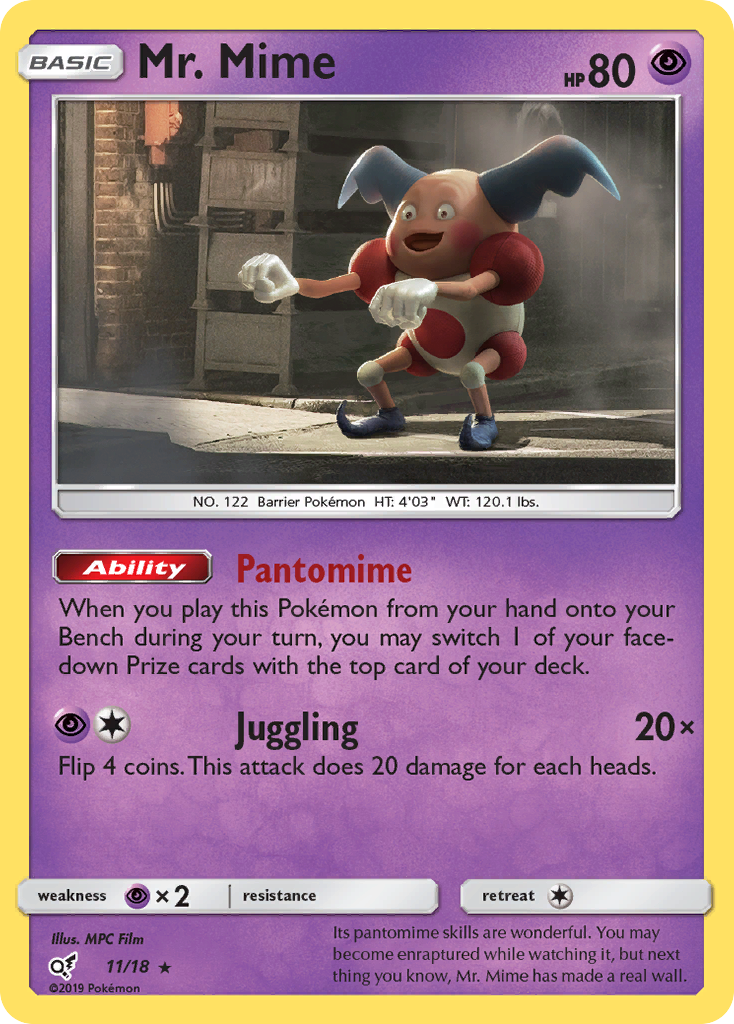 BASIC Mr. Mime HP 80
NO. 122 Barrier Pokémon HT: 4'03" WT: 120.1 lbs.
Ability Pantomime
When you play this Pokémon from your hand onto your
Bench during your turn, you may switch 1 of your face-
down Prize cards with the top card of your deck.
Juggling 20×
Flip 4 coins. This attack does 20 damage for each heads.
weakness ×2 resistance retreat
Illus. MPC Film
11/18 ★
©2019 Pokémon
Its pantomime skills are wonderful. You may
become enraptured while watching it, but next
thing you know, Mr. Mime has made a real wall.